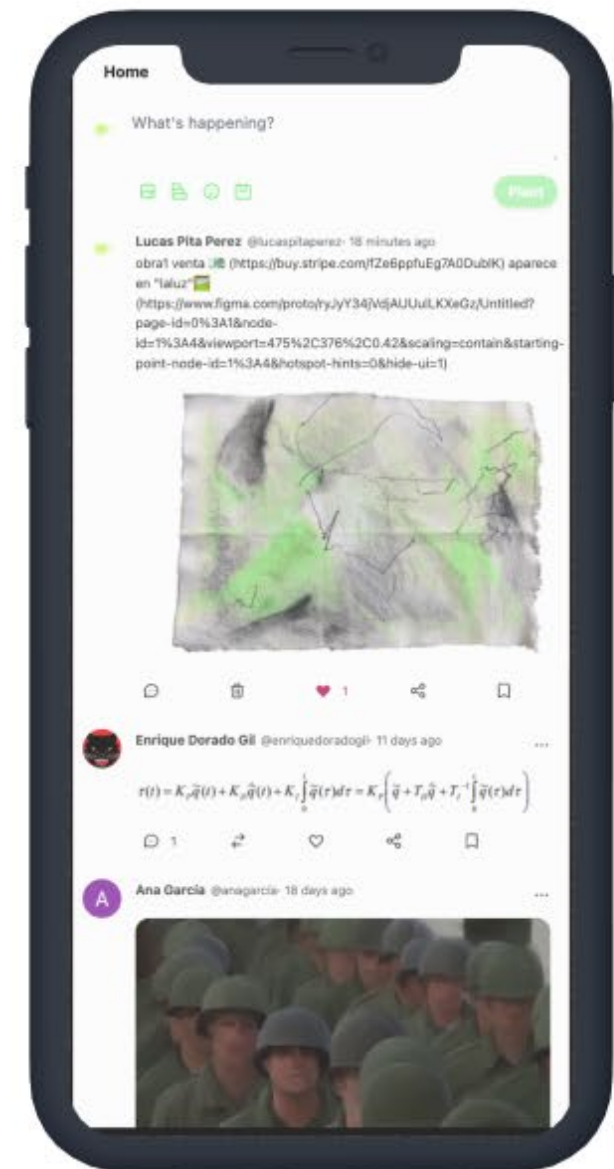 Home
What's happening?
Plant
Lucas Pita Perez @lucaspitaperez· 18 minutes ago
obra1 venta 💵 (https://buy.stripe.com/fZe6ppfuEg7A0DublK) aparece
en "laluz"🖼️
(https://www.figma.com/proto/ryJyY34jVdjAUUulLKXeGz/Untitled?
page-id=0%3A1&node-
id=1%3A4&viewport=475%2C376%2C0.42&scaling=contain&starting-
point-node-id=1%3A4&hotspot-hints=0&hide-ui=1)
1
Enrique Dorado Gil @enriquedoradogil· 11 days ago
...
1
A
Ana García @anagarcía· 18 days ago
...